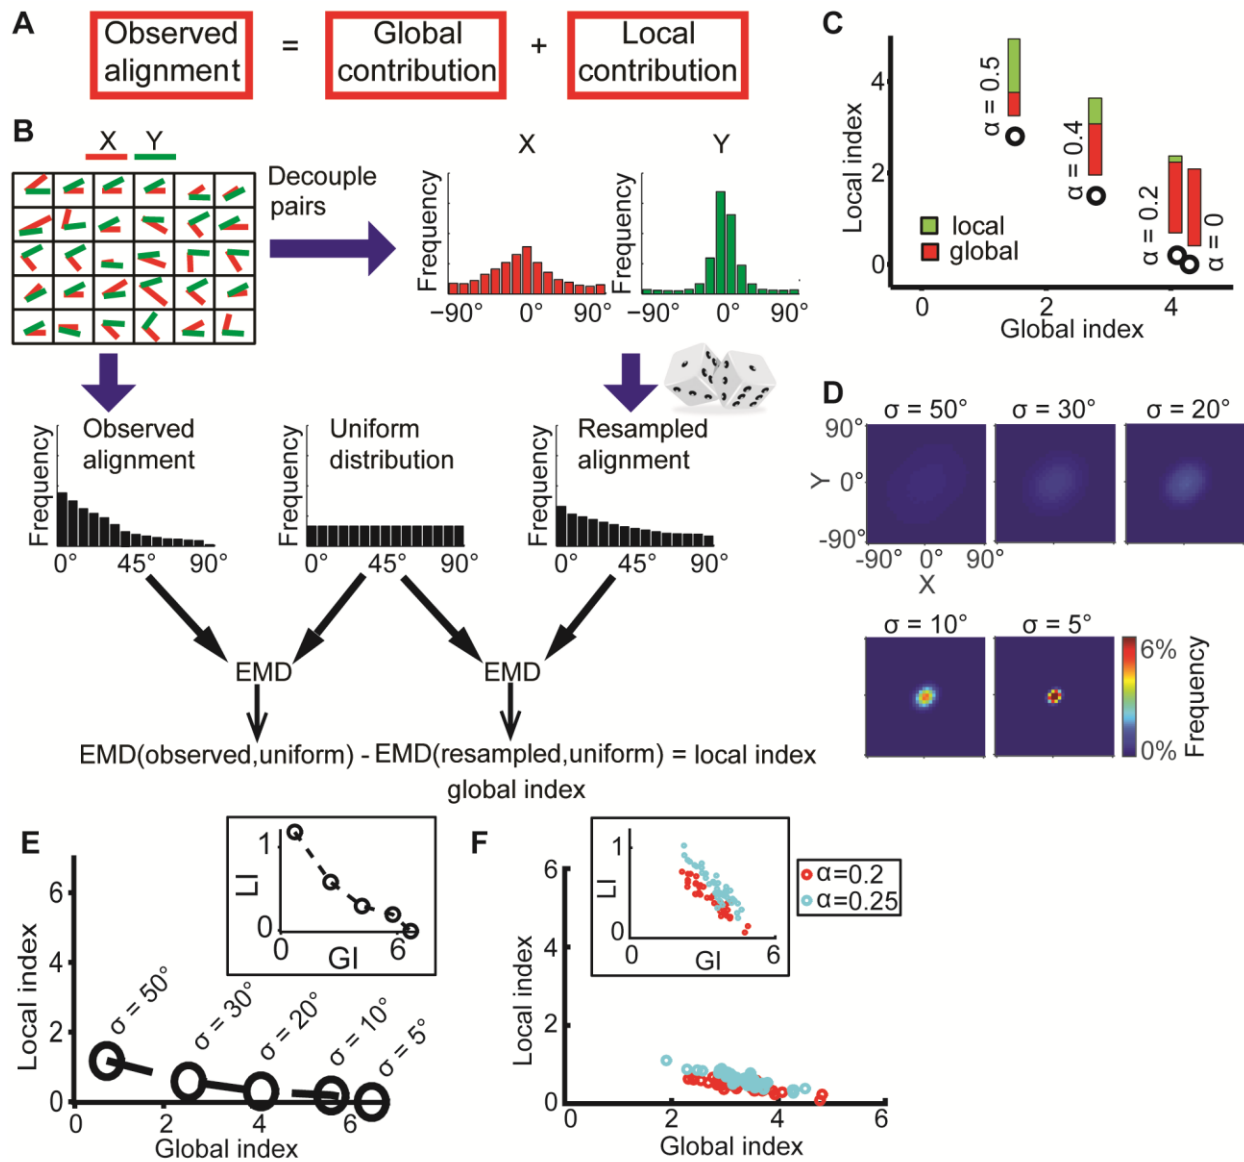 A
Observed alignment
=
Global contribution
+
Local contribution
B
X Y
Decouple pairs
X
Frequency
−90° 0° 90°
Y
Frequency
−90° 0° 90°
Observed alignment
Frequency
0° 45° 90°
Uniform distribution
Frequency
0° 45° 90°
Resampled alignment
Frequency
0° 45° 90°
EMD EMD
EMD(observed,uniform) - EMD(resampled,uniform) = local index
global index
C
Local index
4
2
0
α = 0.5
α = 0.4
α = 0.2
α = 0
local
global
0 2 4
Global index
D
σ = 50° σ = 30° σ = 20°
90°
Y 0°
-90°
-90° 0° 90°
X
σ = 10° σ = 5°
6%
0%
Frequency
E
Local index
6
4
2
0
σ = 50°
σ = 30°
σ = 20°
σ = 10°
σ = 5°
0 2 4 6
Global index
LI
1
0
0 6
GI
F
Local index
6
4
2
0
0 2 4 6
Global index
LI
1
0
0 6
GI
α=0.2
α=0.25